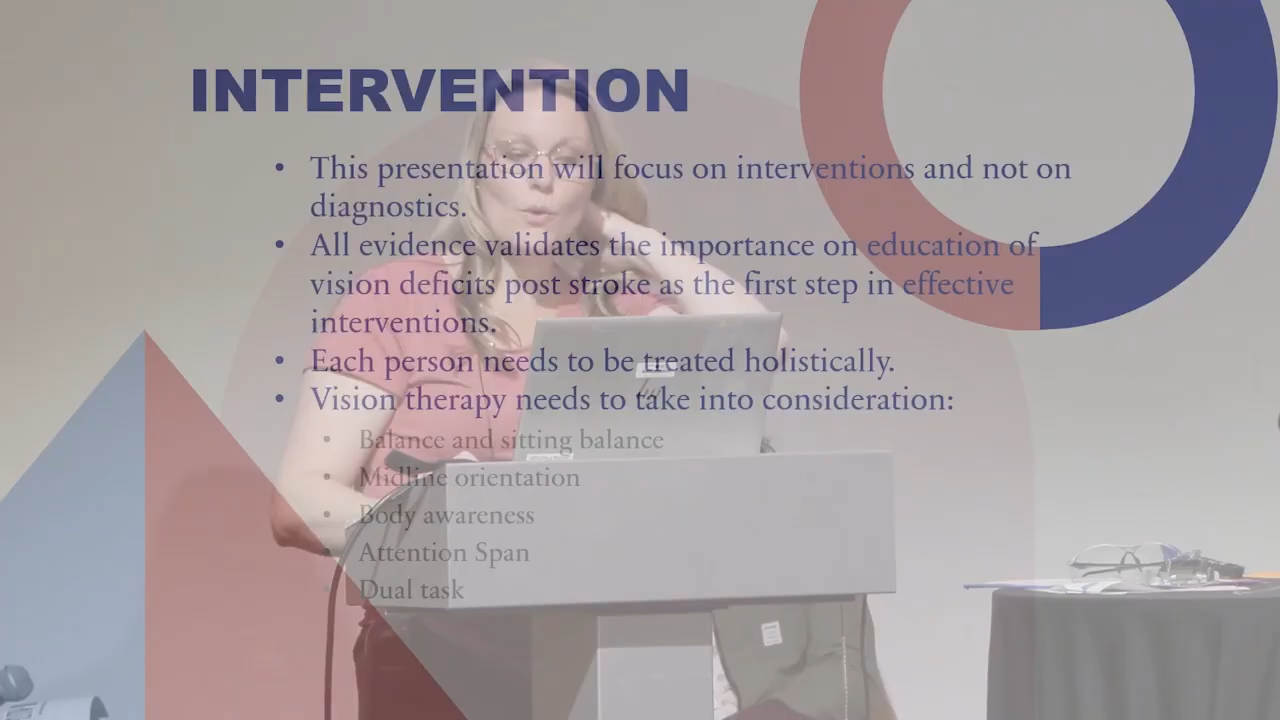 INTERVENTION
• This presentation will focus on interventions and not on
diagnostics.
• All evidence validates the importance on education of
vision deficits post stroke as the first step in effective
interventions.
• Each person needs to be treated holistically.
• Vision therapy needs to take into consideration:
• Balance and sitting balance
• Midline orientation
• Body awareness
• Attention Span
• Dual task
hp